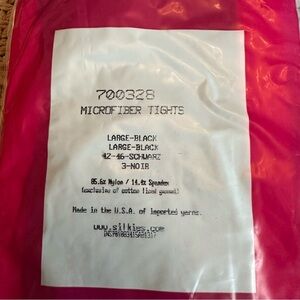 700328
MICROFIBER TIGHTS
LARGE-BLACK
LARGE-BLACK
42-46-SCHWARZ
3-NOIR
85.6% Nylon / 14.4% Spandex
(exclusive of cotton lined gusset)
Made in the U.S.A. of imported yarns.
www.silkies.com